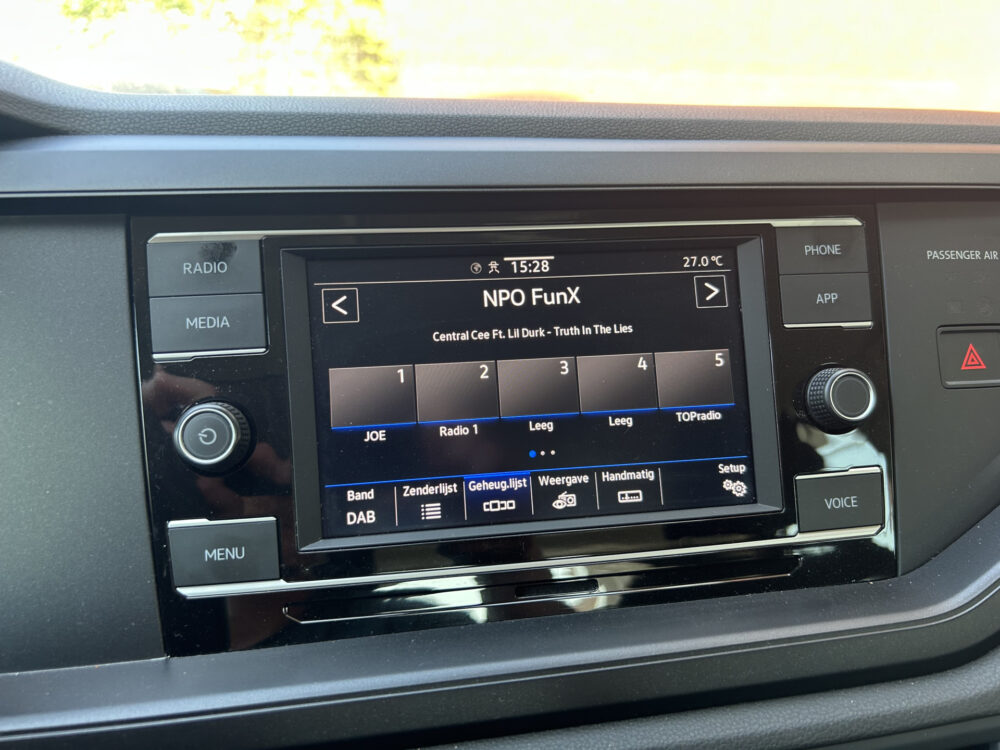 RADIO
MEDIA
MENU
15:28
27.0 °C
<
NPO FunX
>
Central Cee Ft. Lil Durk - Truth In The Lies
1
2
3
4
5
JOE
Radio 1
Leeg
Leeg
TOPradio
Band
DAB
Zenderlijst
Geheug.lijst
Weergave
Handmatig
Setup
PHONE
APP
VOICE
PASSENGER AIR